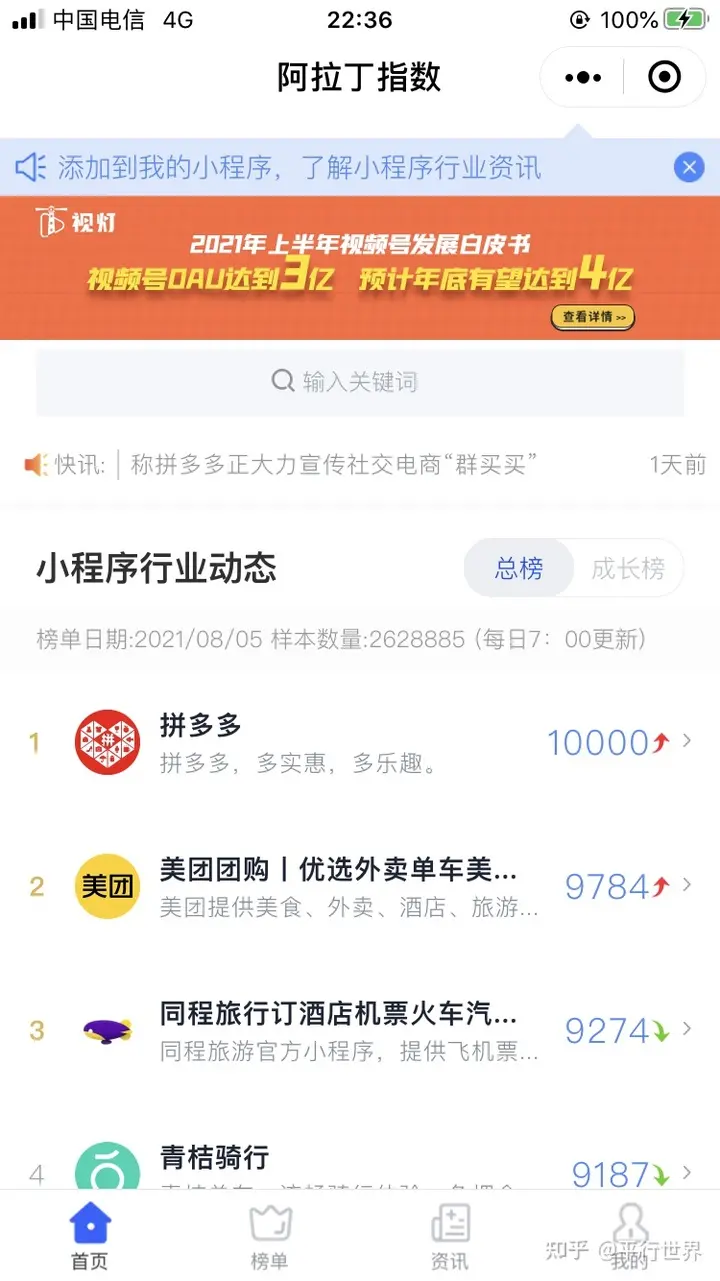 中国电信 4G 22:36 100%
阿拉丁指数
添加到我的小程序，了解小程序行业资讯
视灯
2021年上半年视频号发展白皮书
视频号DAU达到3亿 预计年底有望达到4亿
查看详情 >>
输入关键词
快讯: 称拼多多正大力宣传社交电商“群买买” 1天前
小程序行业动态 总榜 成长榜
榜单日期:2021/08/05 样本数量:2628885 (每日7：00更新)
1 拼多多 10000
拼
拼多多，多实惠，多乐趣。
2 美团 美团团购丨优选外卖单车美... 9784
美团提供美食、外卖、酒店、旅游...
3 同程旅行订酒店机票火车汽... 9274
同程旅游官方小程序，提供飞机票...
4 青桔骑行 9187
首页 榜单 资讯 我的
知乎 @平行世界